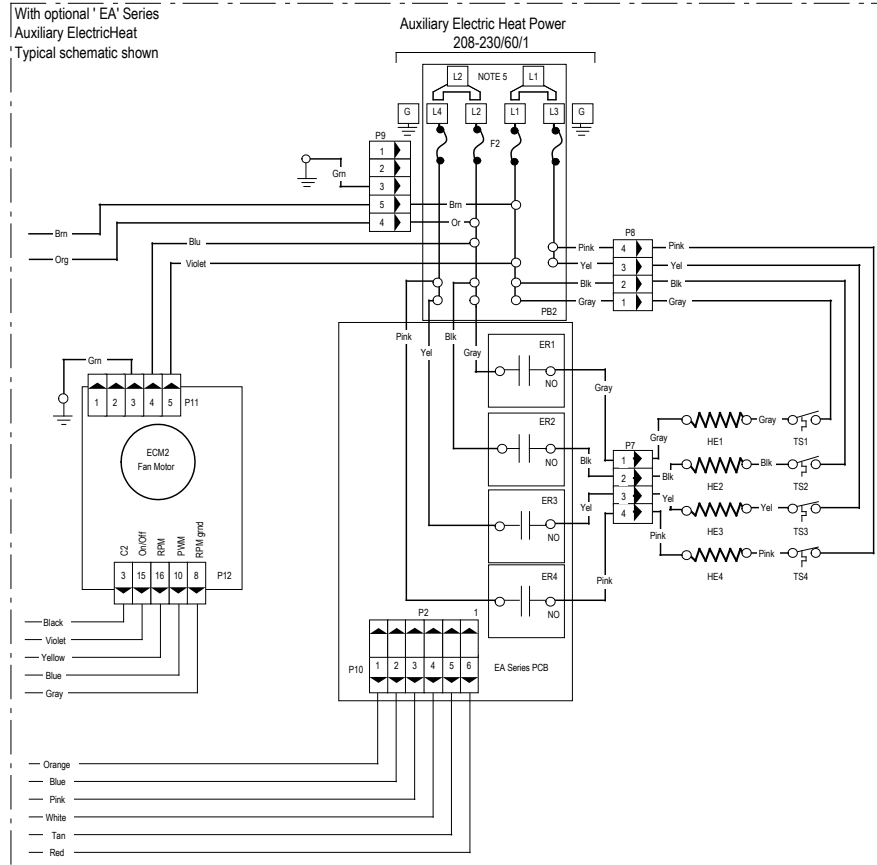 With optional ' EA' Series
Auxiliary ElectricHeat
Typical schematic shown
Auxiliary Electric Heat Power
208-230/60/1
L2 NOTE 5 L1
G L4 L2 L1 L3 G
F2
P9
1
2
3
5
4
Grn
Brn
Or
Brn
Org
Blu
Violet
P8
Pink 4 Pink
Yel 3 Yel
Blk 2 Blk
Gray 1 Gray
PB2
Pink
Yel
Blk
Gray
ER1
NO
Gray
ER2
NO
Blk
ER3
NO
Yel
ER4
NO
Pink
P7
1
2
3
4
Gray
Blk
Yel
Pink
Gray
HE1 TS1
Blk
HE2 TS2
Yel
HE3 TS3
Pink
HE4 TS4
Grn
1 2 3 4 5 P11
ECM2
Fan Motor
C2 On/Off RPM PWM RPM grnd
3 15 16 10 8 P12
Black
Violet
Yellow
Blue
Gray
P2 1
P10 1 2 3 4 5 6
EA Series PCB
Orange
Blue
Pink
White
Tan
Red